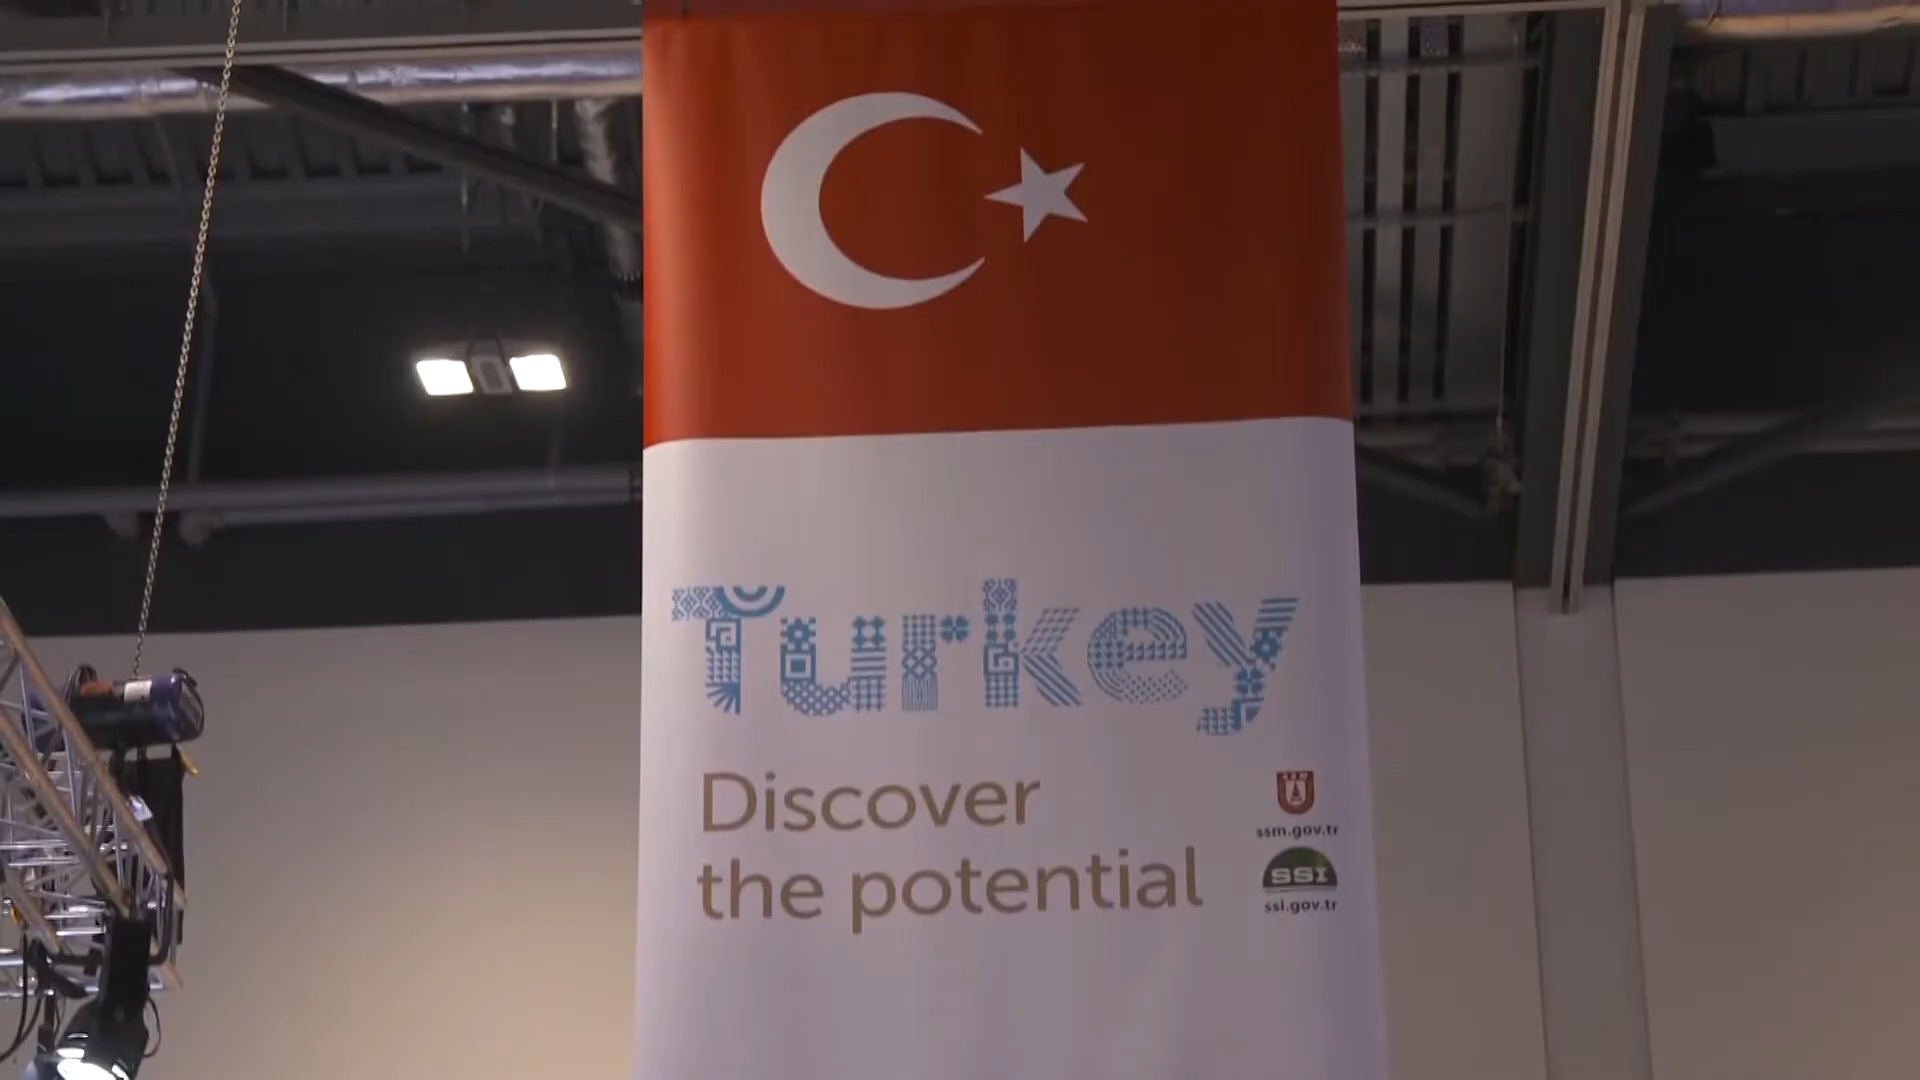 Turkey
Discover
the potential
ssm.gov.tr
SSI
ssi.gov.tr